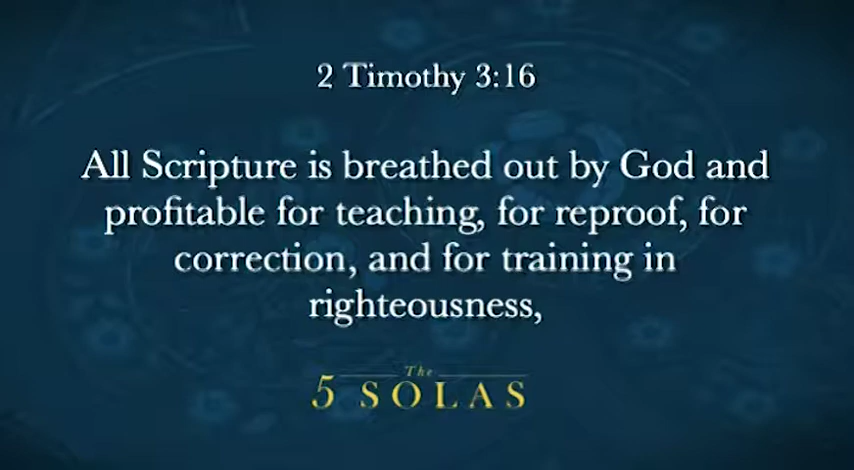 2 Timothy 3:16
All Scripture is breathed out by God and
profitable for teaching, for reproof, for
correction, and for training in
righteousness,
The
5 SOLAS